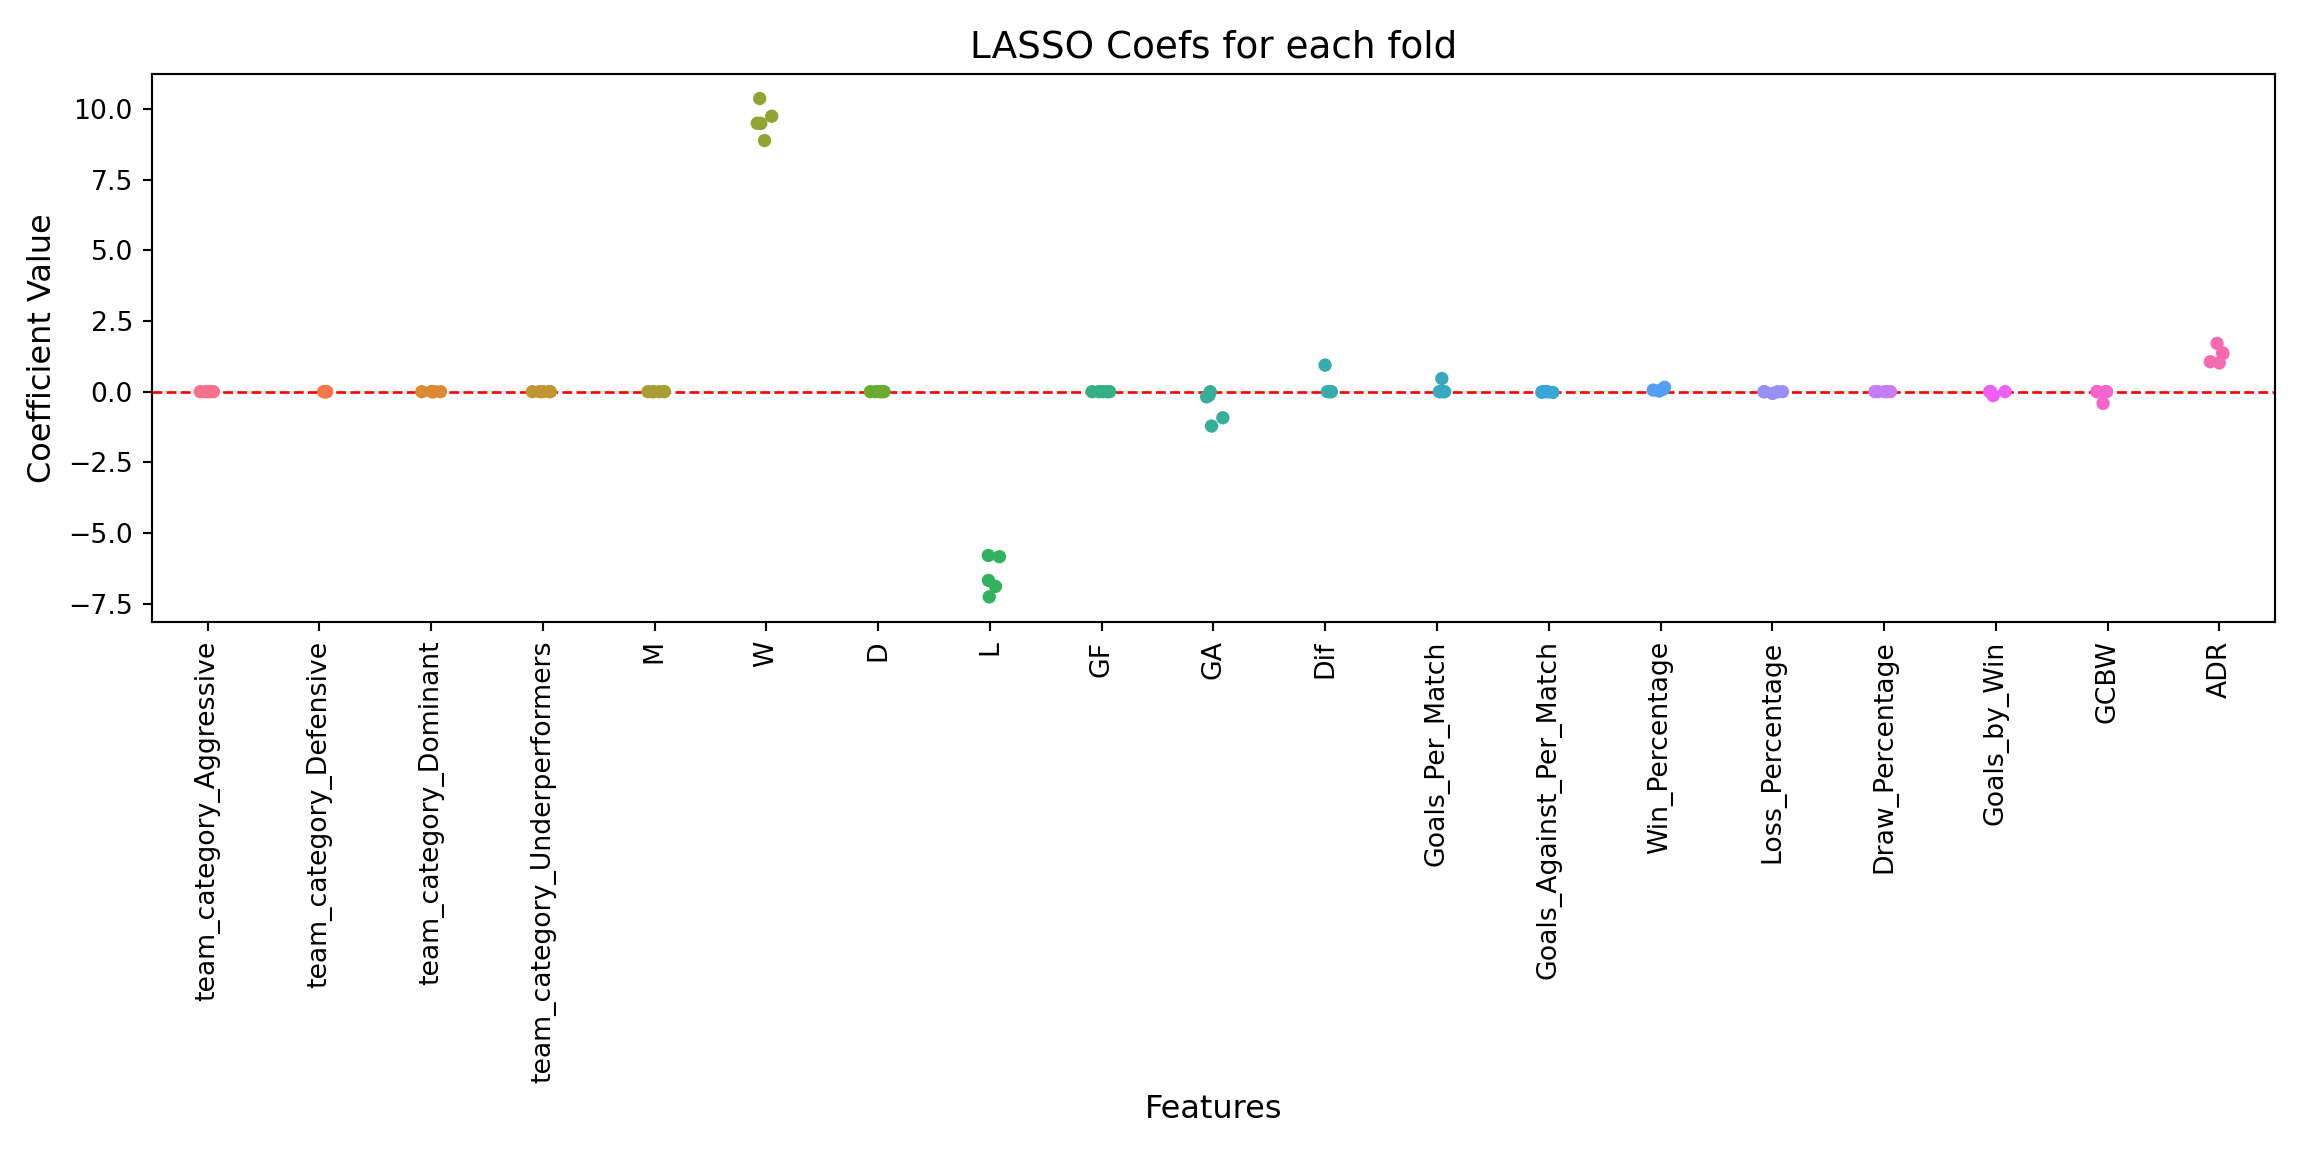 LASSO Coefs for each fold
Coefficient Value
10.0
7.5
5.0
2.5
0.0
−2.5
−5.0
−7.5
team_category_Aggressive
team_category_Defensive
team_category_Dominant
team_category_Underperformers
M
W
D
L
GF
GA
Dif
Goals_Per_Match
Goals_Against_Per_Match
Win_Percentage
Loss_Percentage
Draw_Percentage
Goals_by_Win
GCBW
ADR
Features